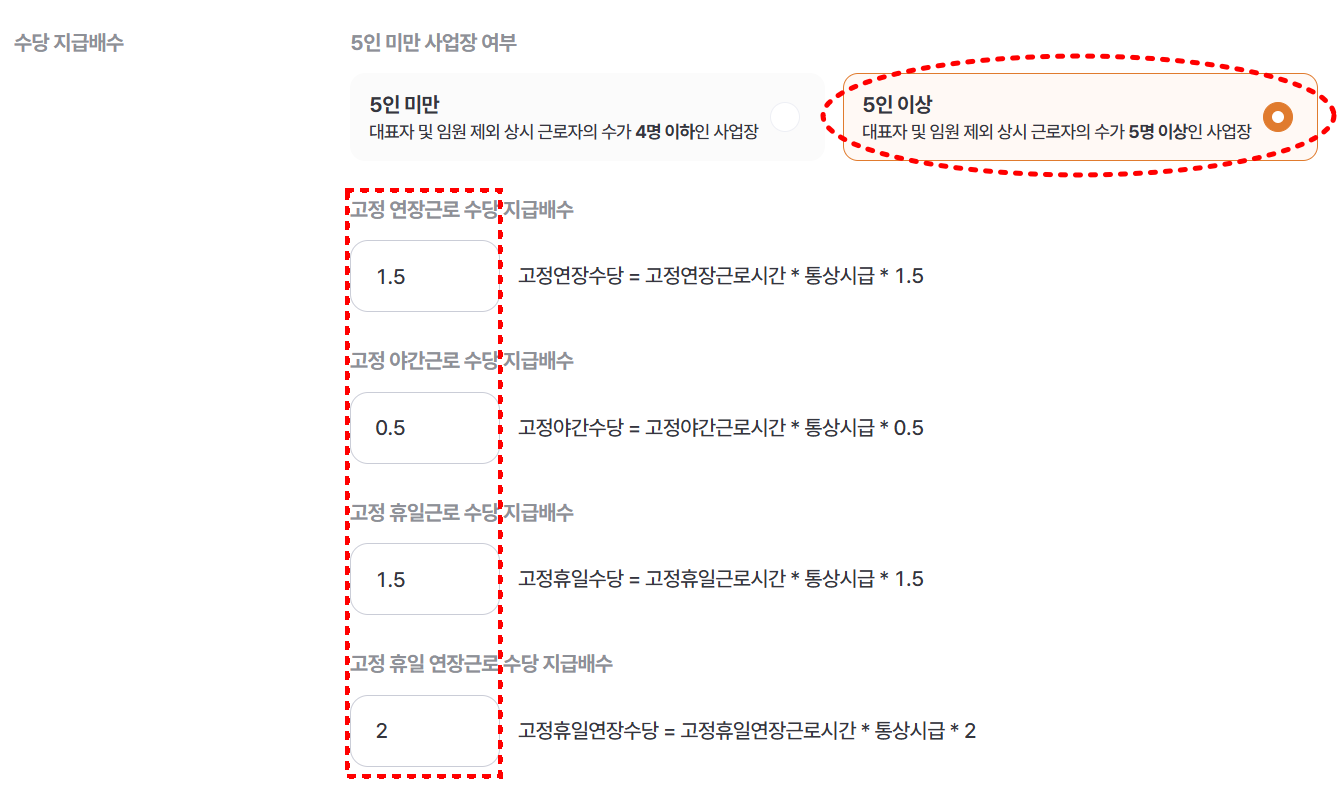 수당 지급배수
5인 미만 사업장 여부
5인 미만
대표자 및 임원 제외 상시 근로자의 수가 4명 이하인 사업장
5인 이상
대표자 및 임원 제외 상시 근로자의 수가 5명 이상인 사업장
고정 연장근로 수당 지급배수
1.5 고정연장수당 = 고정연장근로시간 * 통상시급 * 1.5
고정 야간근로 수당 지급배수
0.5 고정야간수당 = 고정야간근로시간 * 통상시급 * 0.5
고정 휴일근로 수당 지급배수
1.5 고정휴일수당 = 고정휴일근로시간 * 통상시급 * 1.5
고정 휴일 연장근로 수당 지급배수
2 고정휴일연장수당 = 고정휴일연장근로시간 * 통상시급 * 2